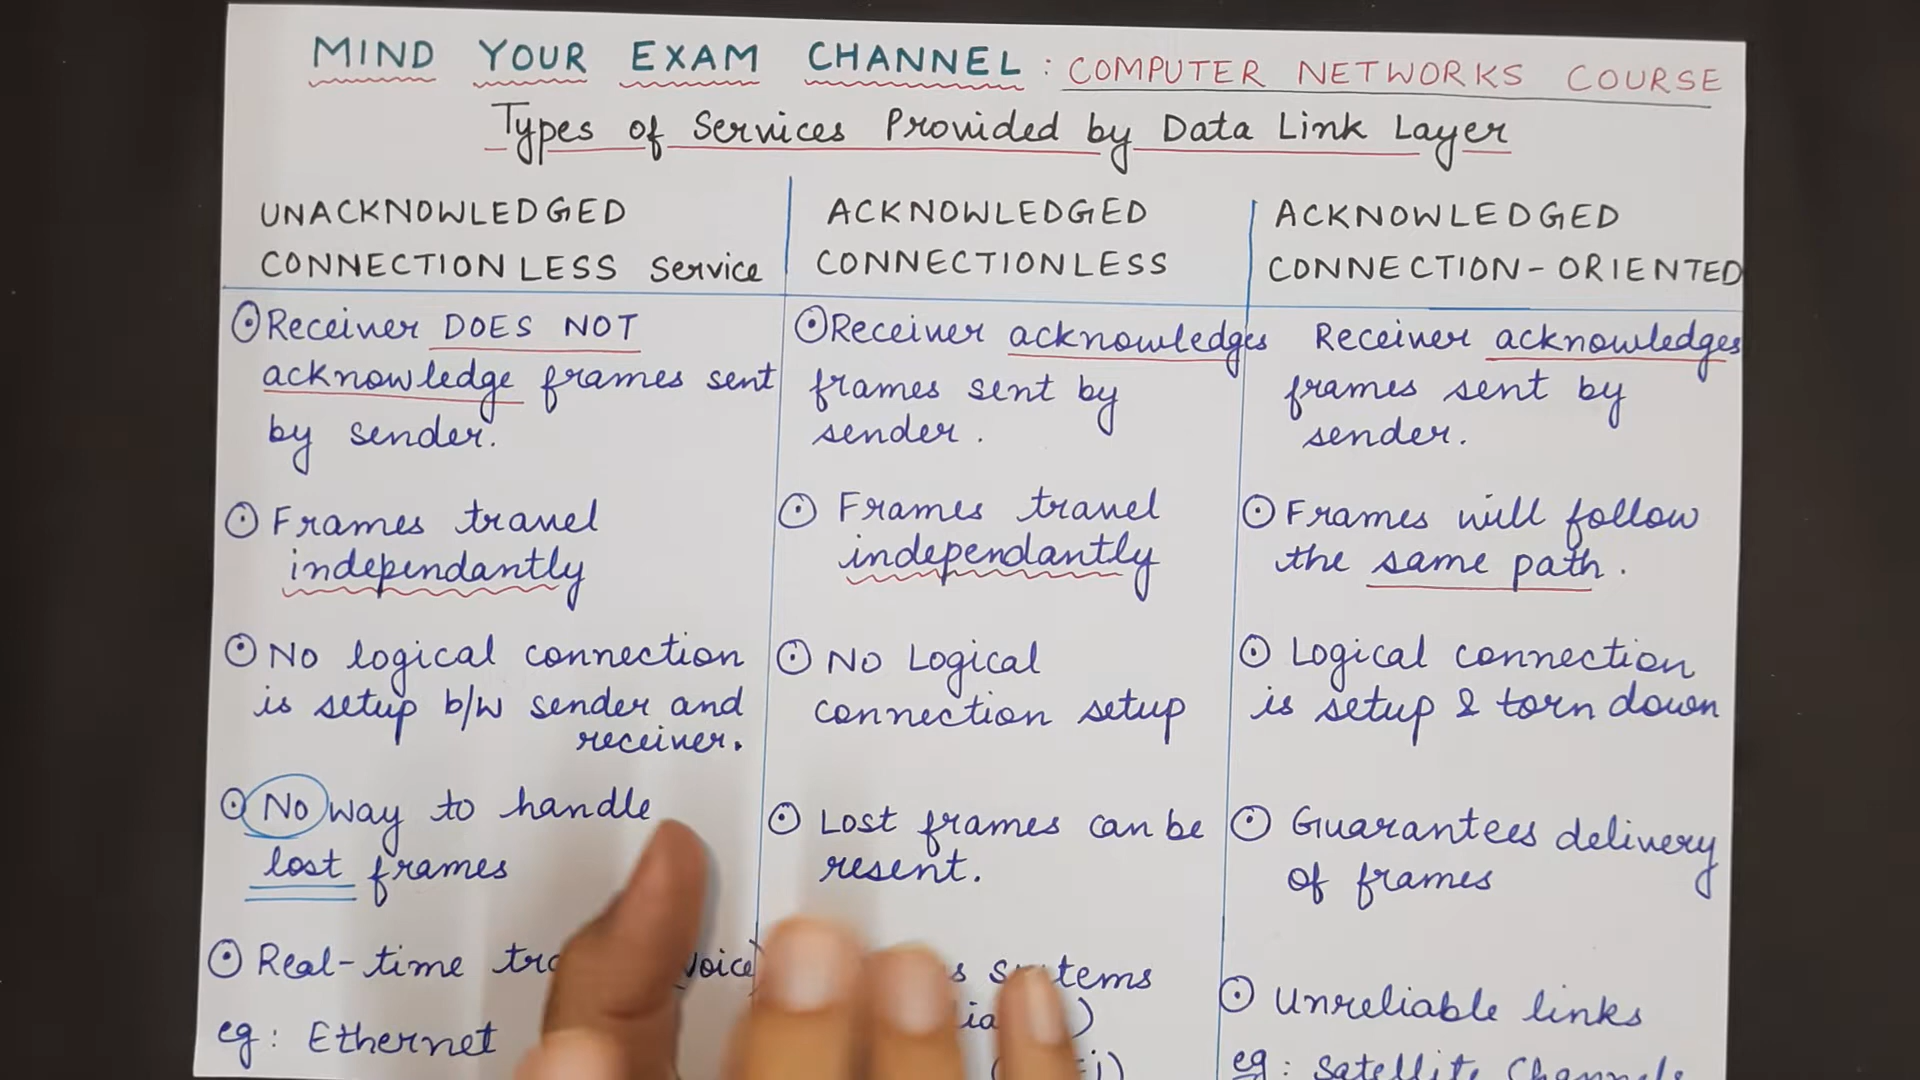 MIND YOUR EXAM CHANNEL : COMPUTER NETWORKS COURSE
Types of Services Provided by Data Link Layer
UNACKNOWLEDGED
CONNECTIONLESS Service
Receiver DOES NOT
acknowledge frames sent
by sender.
Frames travel
independantly
No logical connection
is setup b/w sender and
receiver.
No way to handle
lost frames
Real-time
eg: Ethernet
ACKNOWLEDGED
CONNECTIONLESS
Receiver acknowledges
frames sent by
sender.
Frames travel
independantly
No Logical
connection setup
Lost frames can be
resent.
ACKNOWLEDGED
CONNECTION-ORIENTED
Receiver acknowledges
frames sent by
sender.
Frames will follow
the same path.
Logical connection
is setup & torn down
Guarantees delivery
of frames
Unreliable links
eg: Satellite Channels